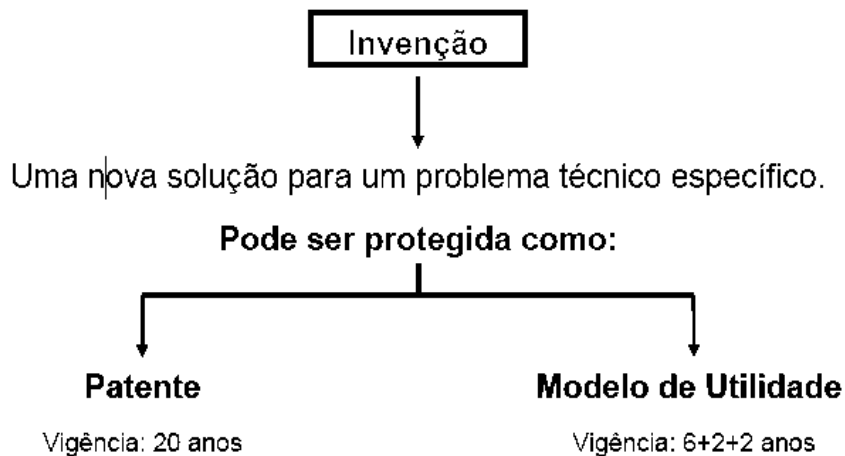 Invenção
Uma nova solução para um problema técnico específico.
Pode ser protegida como:
Patente
Modelo de Utilidade
Vigência: 20 anos
Vigência: 6+2+2 anos